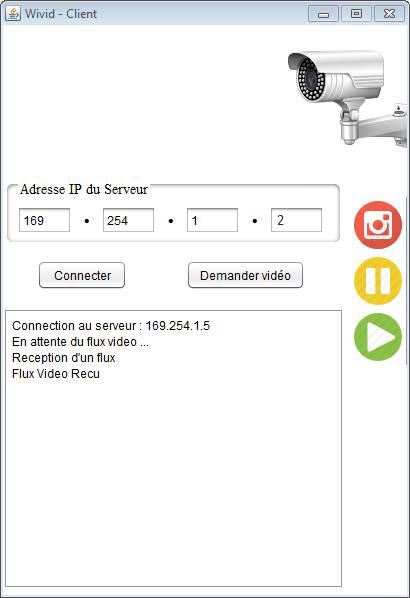 Wivid - Client
Adresse IP du Serveur
169 • 254 • 1 • 2
Connecter
Demander vidéo
Connection au serveur : 169.254.1.5
En attente du flux video ...
Reception d'un flux
Flux Video Recu